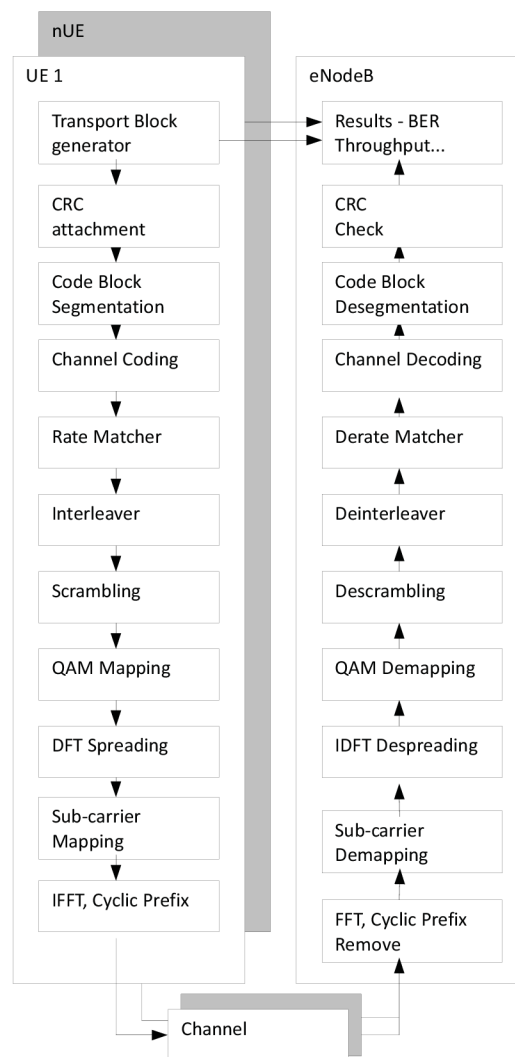 nUE
UE 1
Transport Block
generator
CRC
attachment
Code Block
Segmentation
Channel Coding
Rate Matcher
Interleaver
Scrambling
QAM Mapping
DFT Spreading
Sub-carrier
Mapping
IFFT, Cyclic Prefix
eNodeB
Results - BER
Throughput...
CRC
Check
Code Block
Desegmentation
Channel Decoding
Derate Matcher
Deinterleaver
Descrambling
QAM Demapping
IDFT Despreading
Sub-carrier
Demapping
FFT, Cyclic Prefix
Remove
Channel